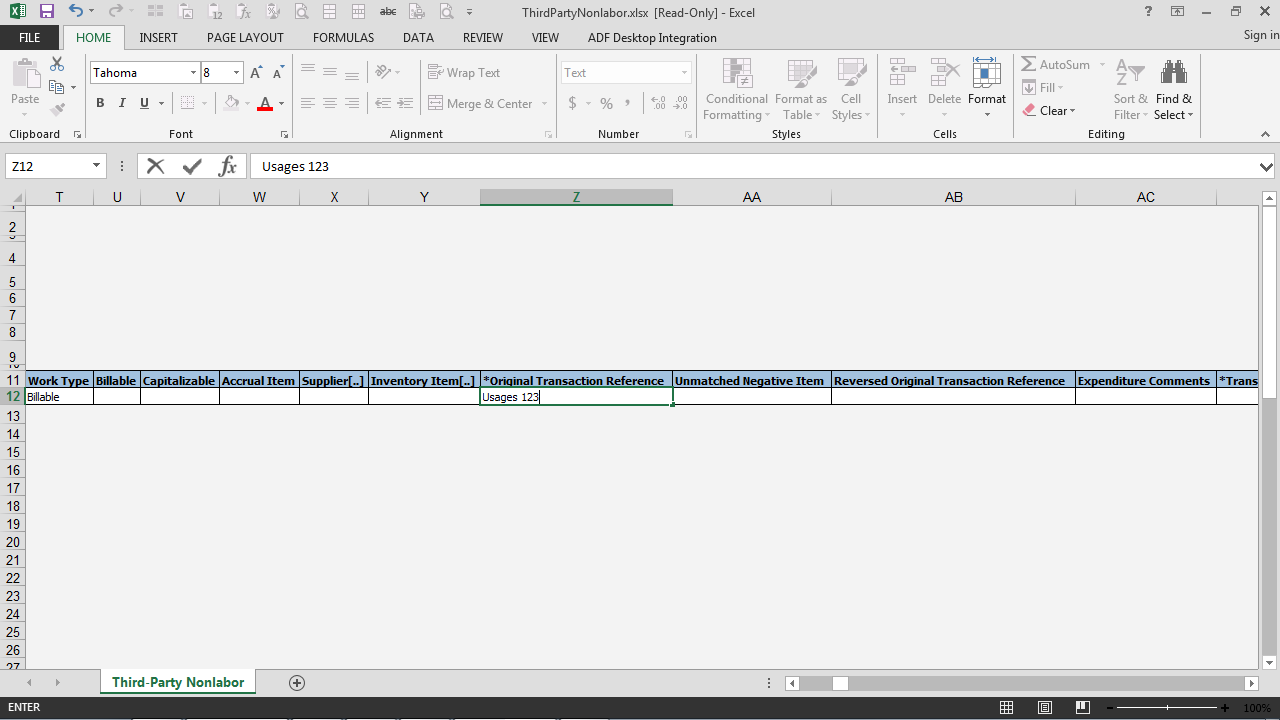 ThirdPartyNonlabor.xlsx [Read-Only] - Excel
FILE HOME INSERT PAGE LAYOUT FORMULAS DATA REVIEW VIEW ADF Desktop Integration Sign in
Paste
Tahoma 8
B I U A
Wrap Text
Merge & Center
Text
$ % ,
Conditional Formatting
Format as Table
Cell Styles
Insert
Delete
Format
AutoSum
Fill
Clear
Sort & Filter
Find & Select
Clipboard Font Alignment Number Styles Cells Editing
Z12 fx Usages 123
T U V W X Y Z AA AB AC
2
4
5
6
7
8
9
11 Work Type Billable Capitalizable Accrual Item Supplier[..] Inventory Item[..] *Original Transaction Reference Unmatched Negative Item Reversed Original Transaction Reference Expenditure Comments *Trans
12 Billable Usages 123
13
14
15
16
17
18
19
20
21
22
23
24
25
26
27
Third-Party Nonlabor
ENTER 100%